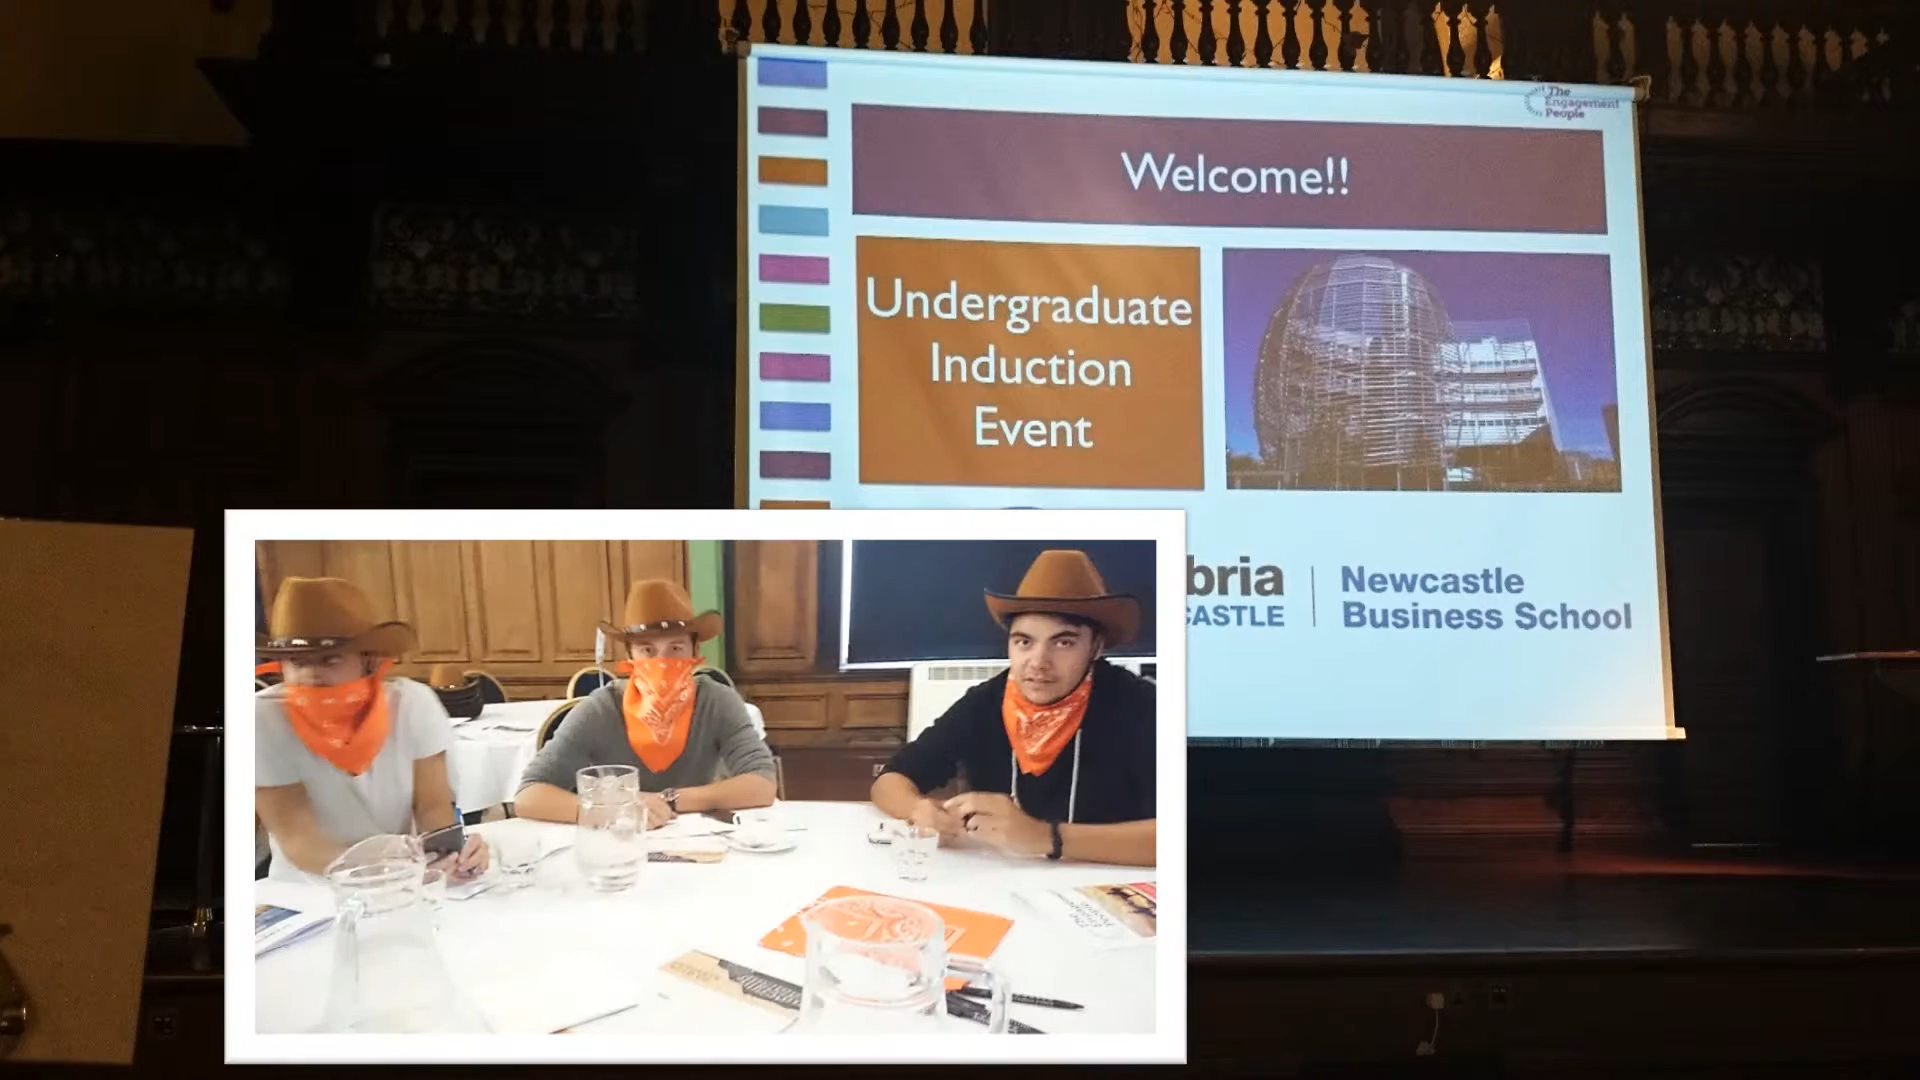 The
Engagement
People
Welcome!!
Undergraduate
Induction
Event
bria
CASTLE
Newcastle
Business School